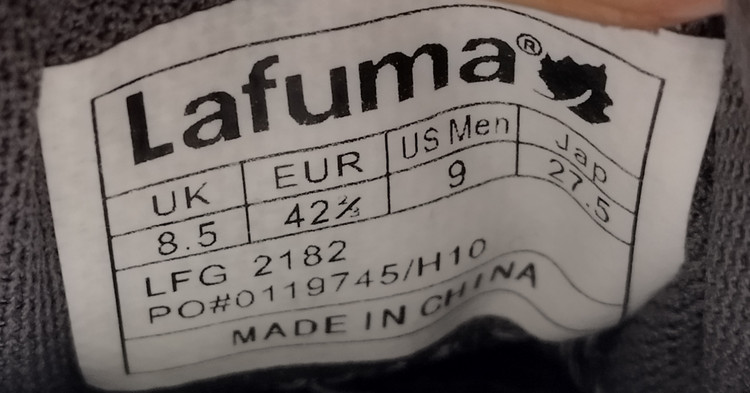 Lafuma®
UK EUR US Men Jap
8.5 42⅔ 9 27.5
LFG 2182
PO#0119745/H10
MADE IN CHINA